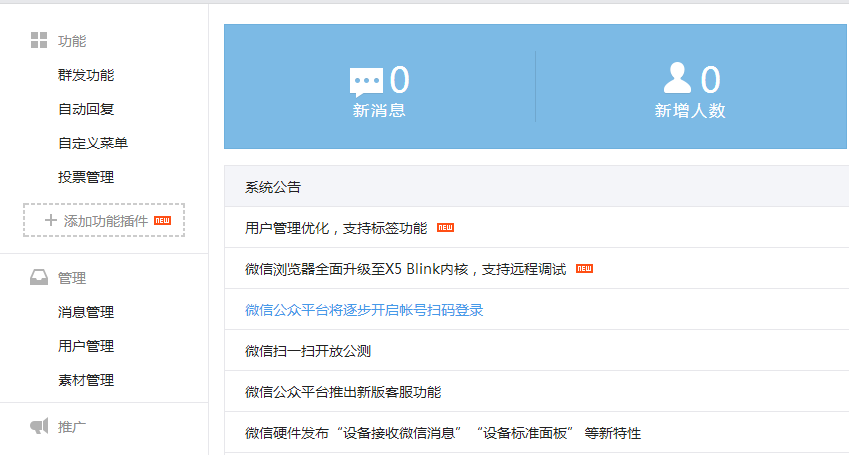 功能
群发功能
自动回复
自定义菜单
投票管理
添加功能插件 NEW
管理
消息管理
用户管理
素材管理
推广
0
新消息
0
新增人数
系统公告
用户管理优化，支持标签功能 NEW
微信浏览器全面升级至X5 Blink内核，支持远程调试 NEW
微信公众平台将逐步开启帐号扫码登录
微信扫一扫开放公测
微信公众平台推出新版客服功能
微信硬件发布“设备接收微信消息”“设备标准面板” 等新特性